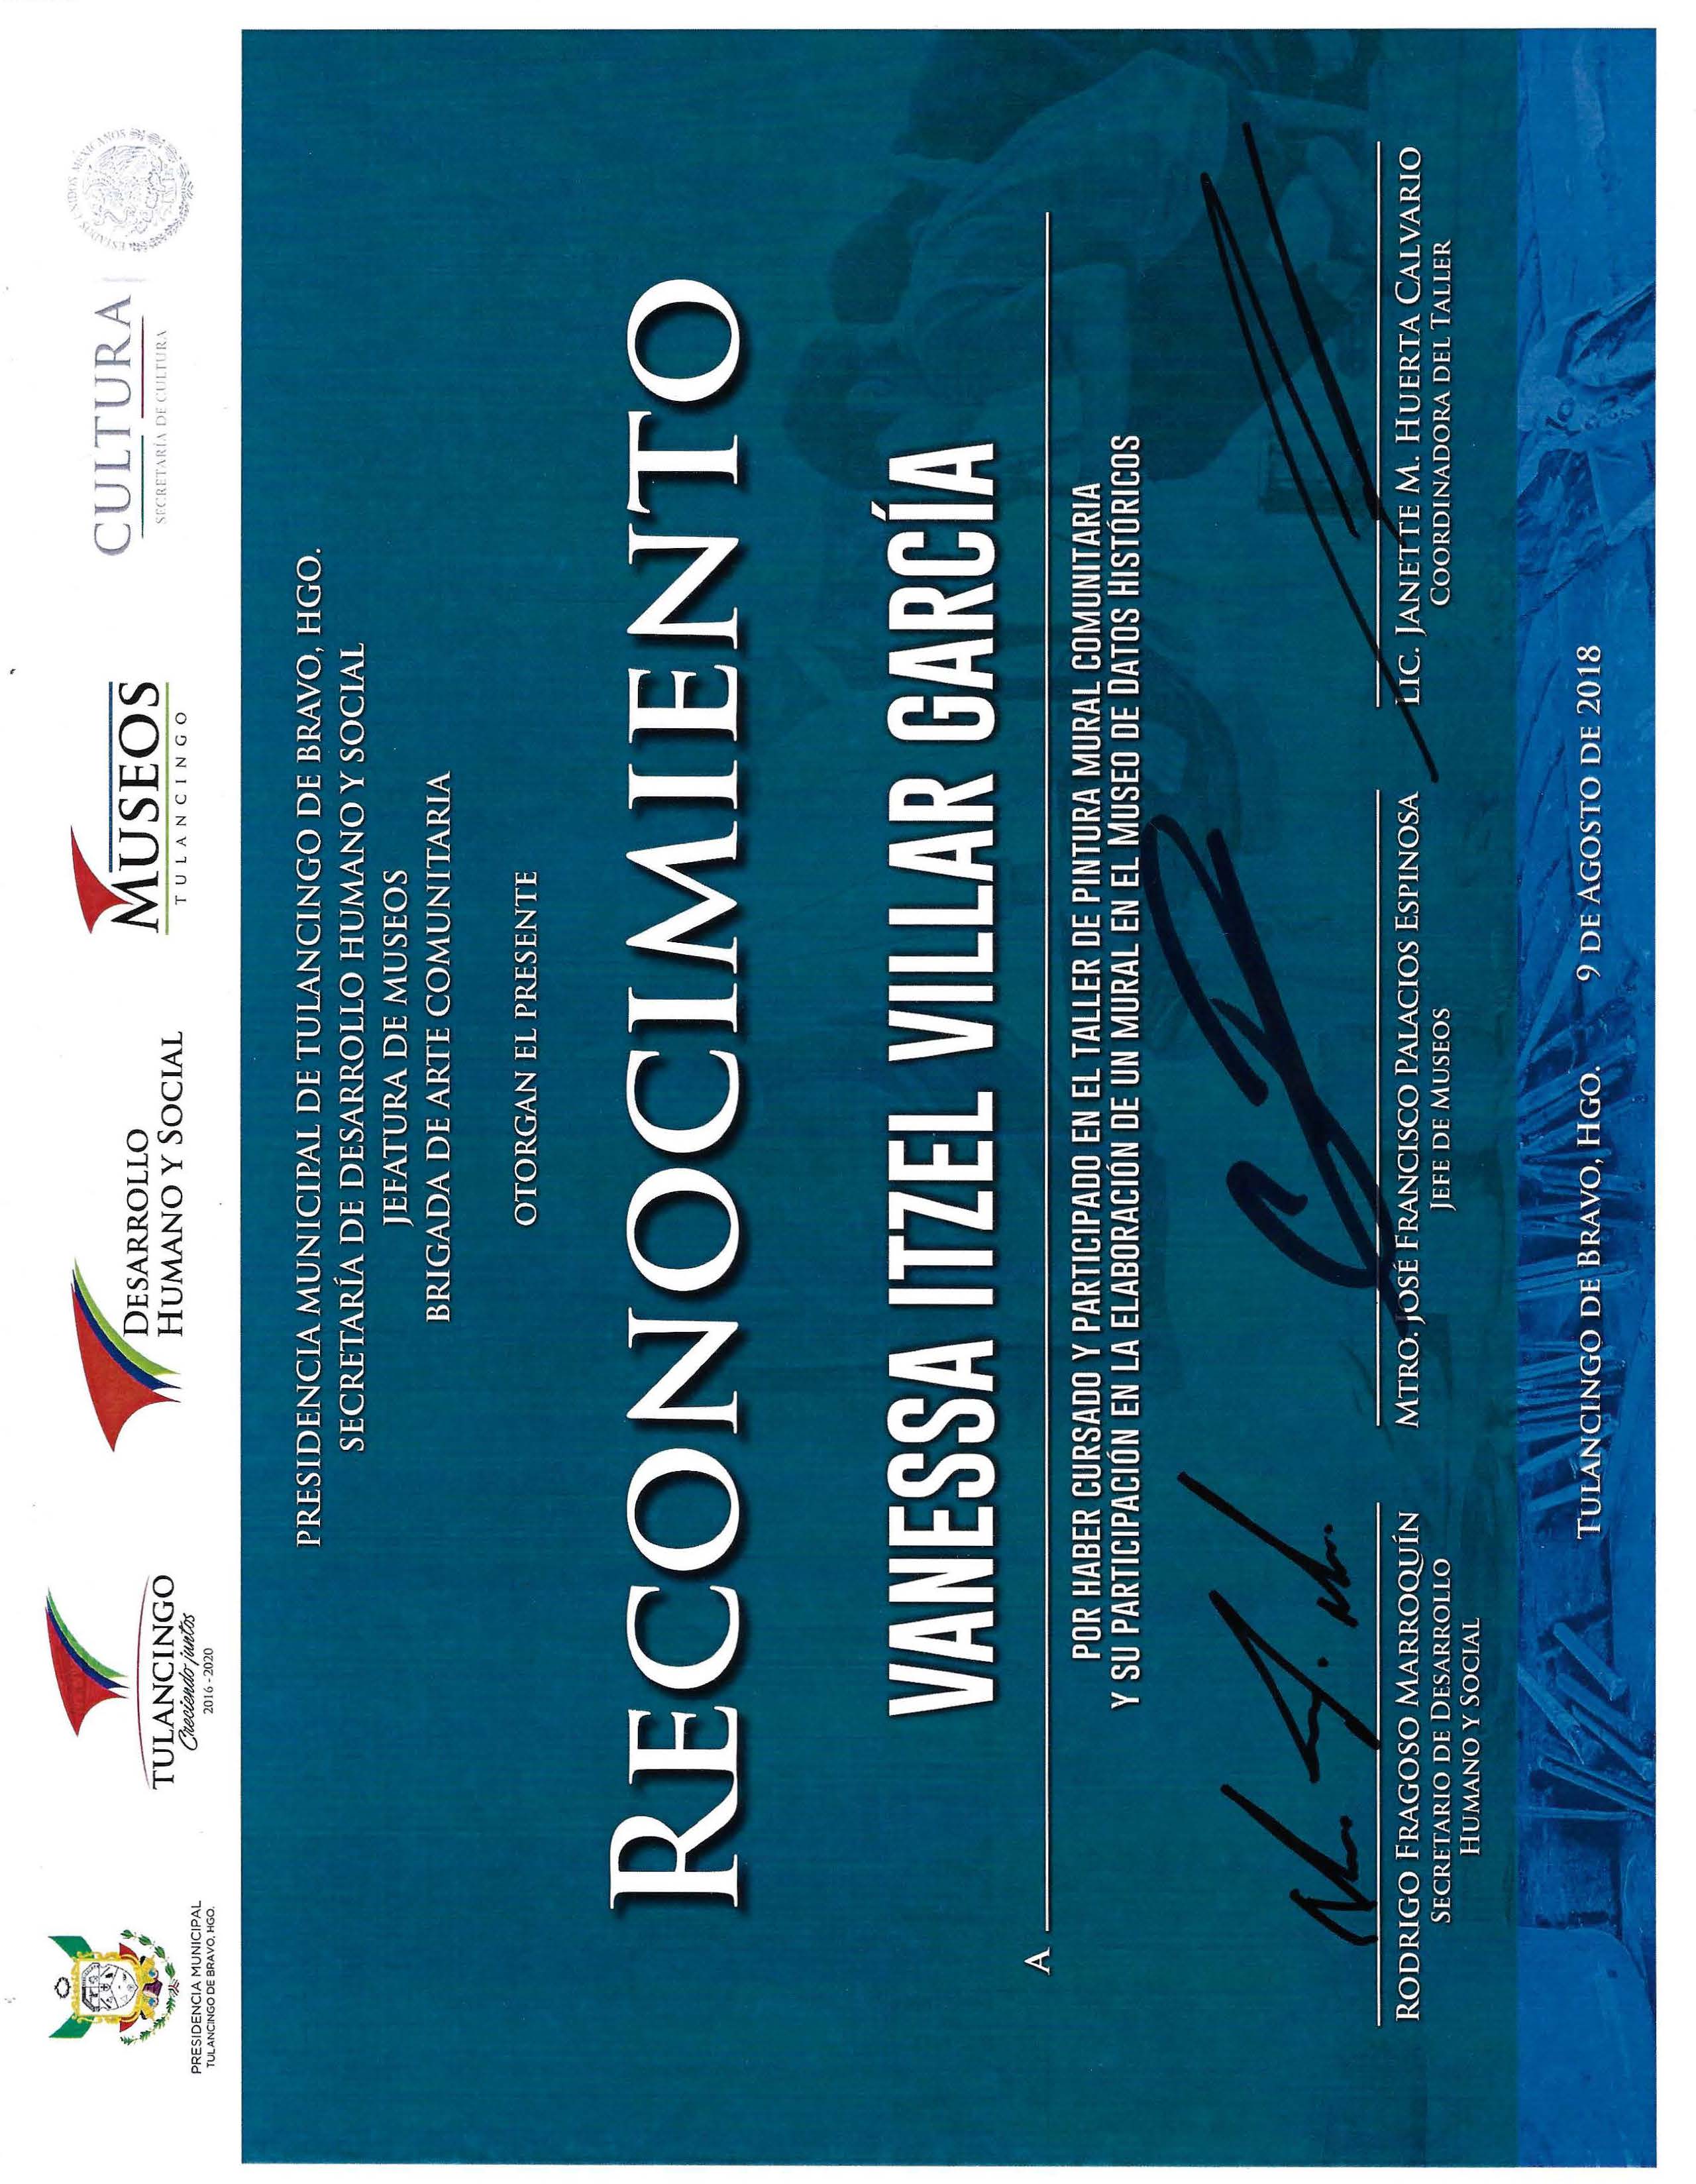 PRESIDENCIA MUNICIPAL
TULANCINGO DE BRAVO, HGO.
TULANCINGO
Creciendo juntos
2016 - 2020
DESARROLLO
HUMANO Y SOCIAL
MUSEOS
TULANCINGO
CULTURA
SECRETARÍA DE CULTURA
ESTADOS UNIDOS MEXICANOS
PRESIDENCIA MUNICIPAL DE TULANCINGO DE BRAVO, HGO.
SECRETARÍA DE DESARROLLO HUMANO Y SOCIAL
JEFATURA DE MUSEOS
BRIGADA DE ARTE COMUNITARIA
OTORGAN EL PRESENTE
RECONOCIMIENTO
VANESSA ITZEL VILLAR GARCÍA
A
POR HABER CURSADO Y PARTICIPADO EN EL TALLER DE PINTURA MURAL COMUNITARIA
Y SU PARTICIPACIÓN EN LA ELABORACIÓN DE UN MURAL EN EL MUSEO DE DATOS HISTÓRICOS
RODRIGO FRAGOSO MARROQUÍN
SECRETARIO DE DESARROLLO
HUMANO Y SOCIAL
MTRO. JOSÉ FRANCISCO PALACIOS ESPINOSA
JEFE DE MUSEOS
LIC. JANETTE M. HUERTA CALVARIO
COORDINADORA DEL TALLER
TULANCINGO DE BRAVO, HGO. 9 DE AGOSTO DE 2018